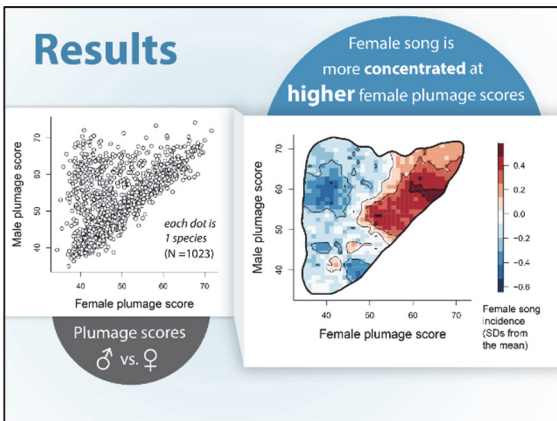 Results
Female song is
more concentrated at
higher female plumage scores
Male plumage score
70
60
50
40
each dot is
1 species
(N =1023)
40
50
60
70
Female plumage score
Plumage scores
♂ vs. ♀
Male plumage score
70
60
50
40
40
50
60
70
Female plumage score
0.4
0.2
0.0
−0.2
−0.4
−0.6
Female song
incidence
(SDs from
the mean)